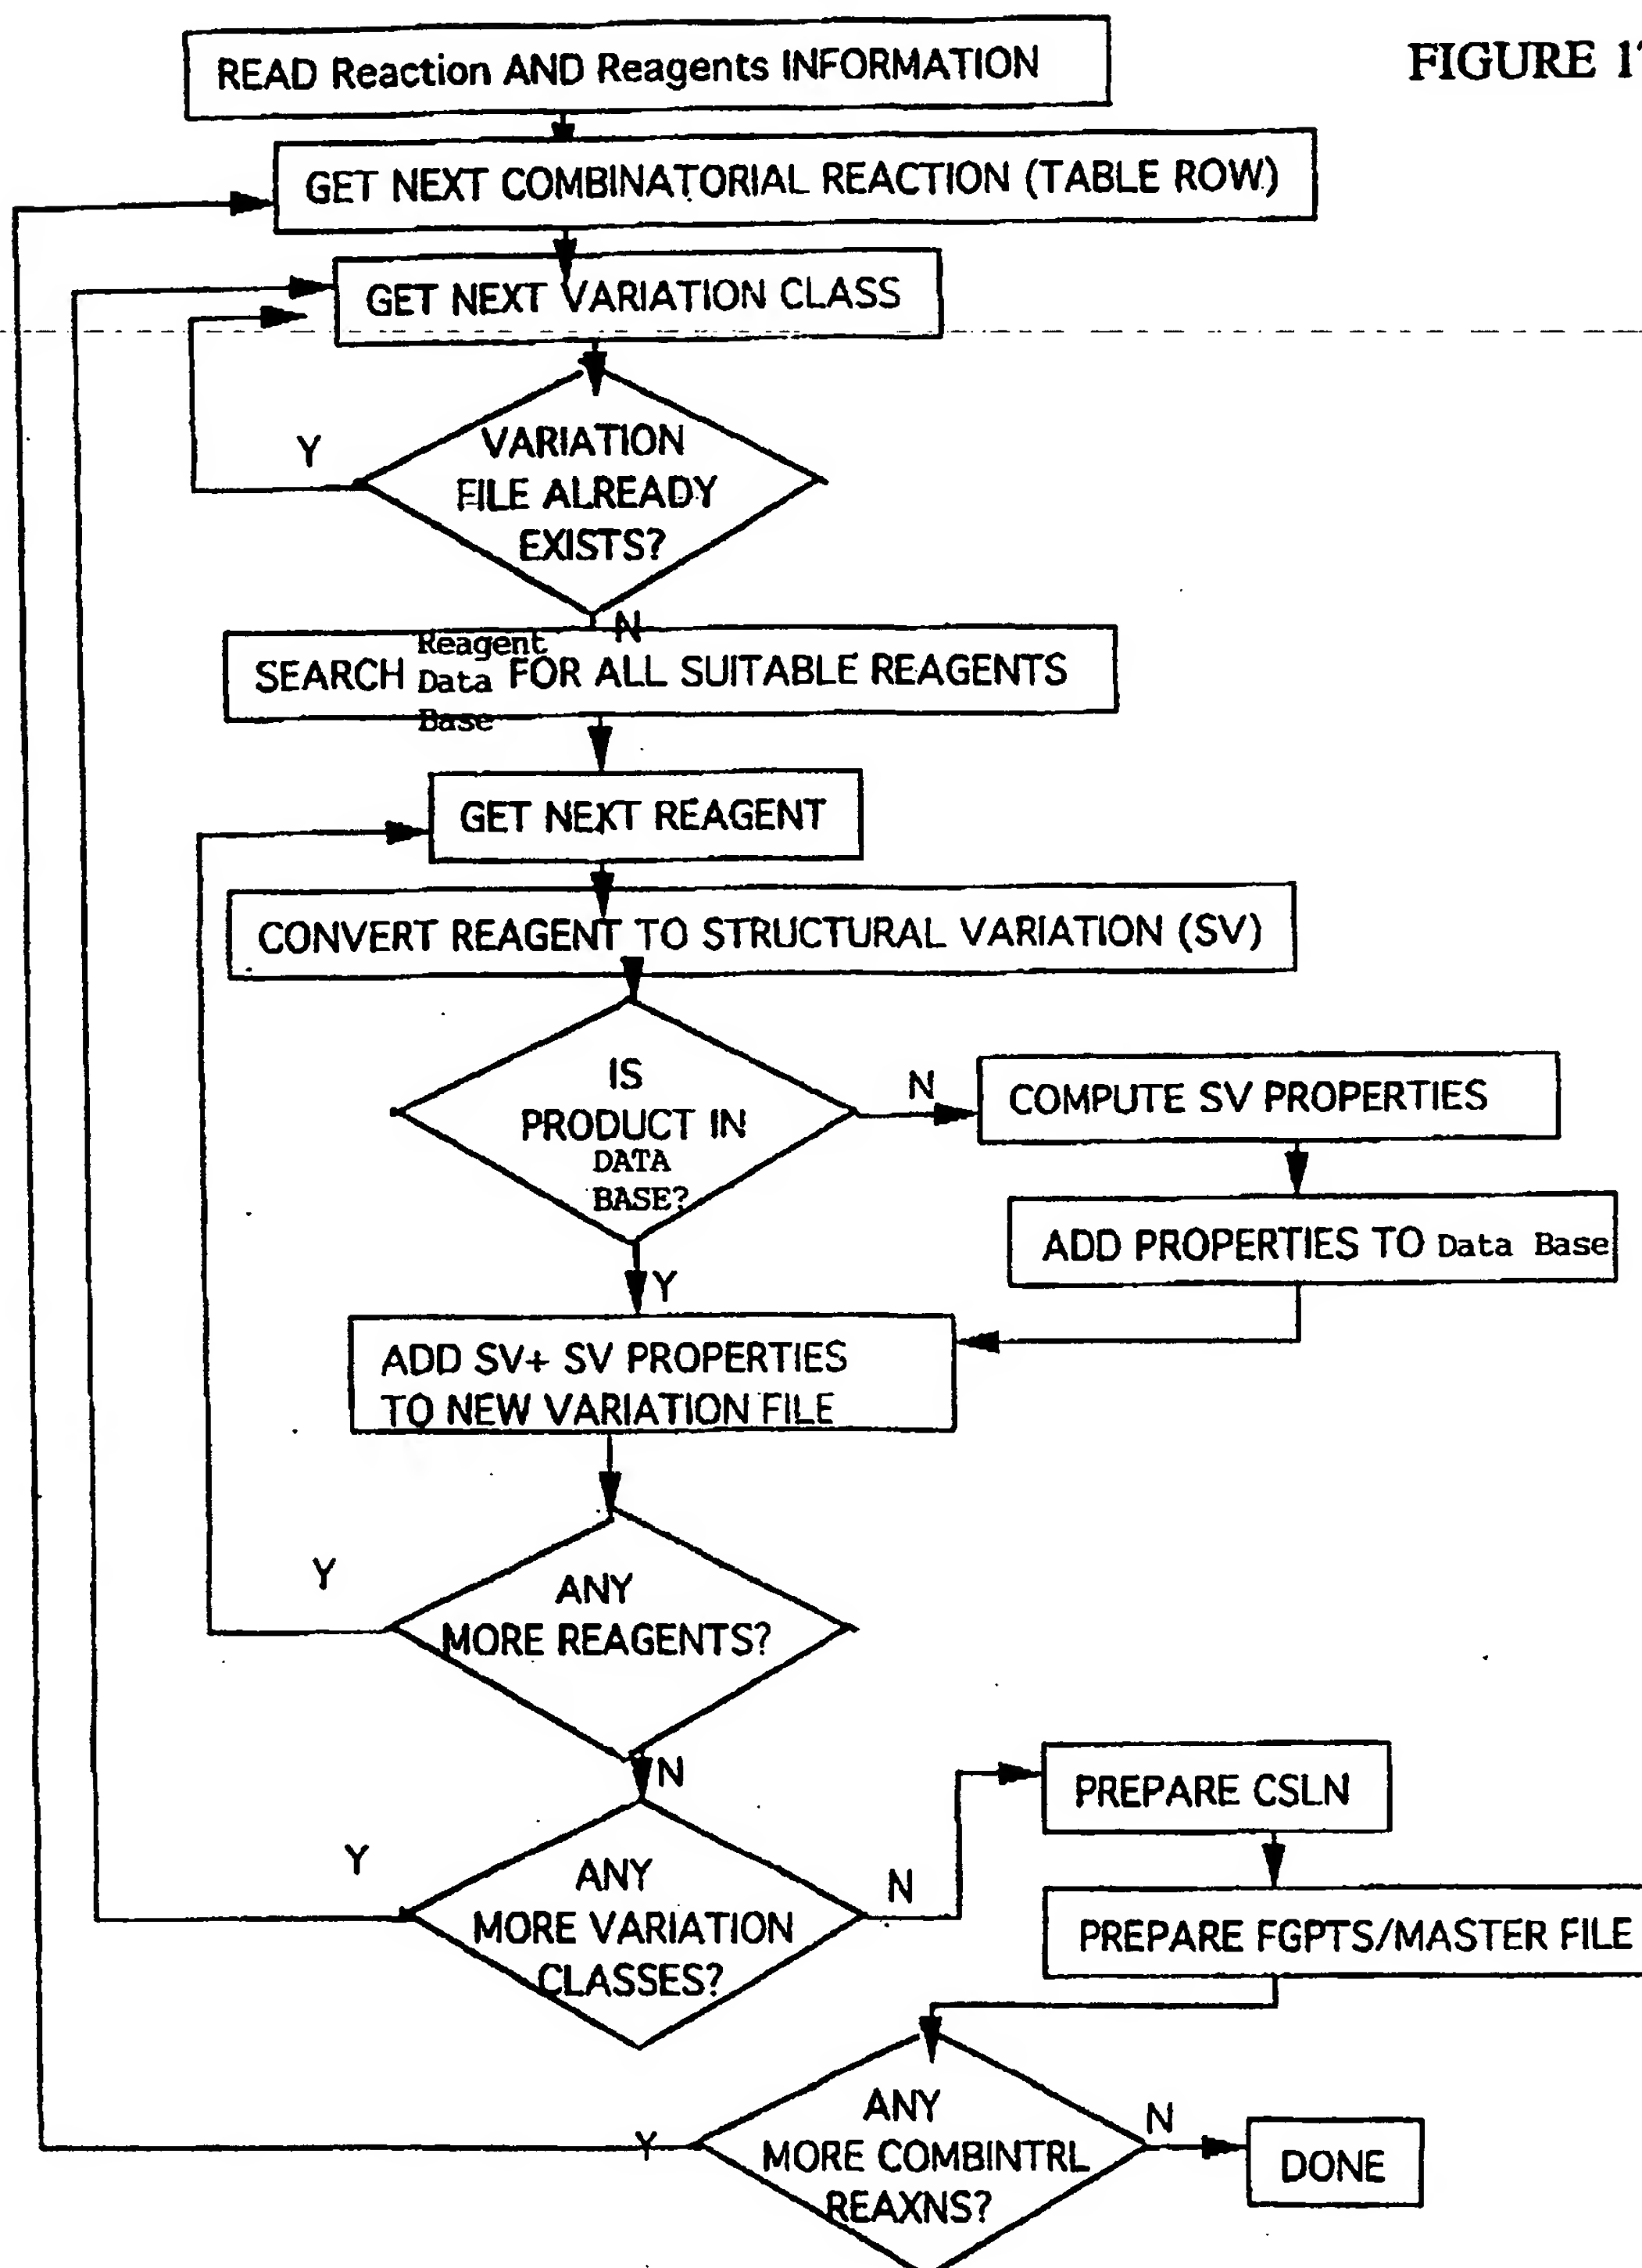 READ Reaction AND Reagents INFORMATION
FIGURE 1
GET NEXT COMBINATORIAL REACTION (TABLE ROW)
GET NEXT VARIATION CLASS
VARIATION
FILE ALREADY
EXISTS?
Y
N
SEARCH Reagent Data Base FOR ALL SUITABLE REAGENTS
GET NEXT REAGENT
CONVERT REAGENT TO STRUCTURAL VARIATION (SV)
IS
PRODUCT IN
DATA
BASE?
N
COMPUTE SV PROPERTIES
ADD PROPERTIES TO Data Base
Y
ADD SV+ SV PROPERTIES
TO NEW VARIATION FILE
ANY
MORE REAGENTS?
Y
N
ANY
MORE VARIATION
CLASSES?
Y
N
PREPARE CSLN
PREPARE FGPTS/MASTER FILE
ANY
MORE COMBINTRL
REAXNS?
Y
N
DONE